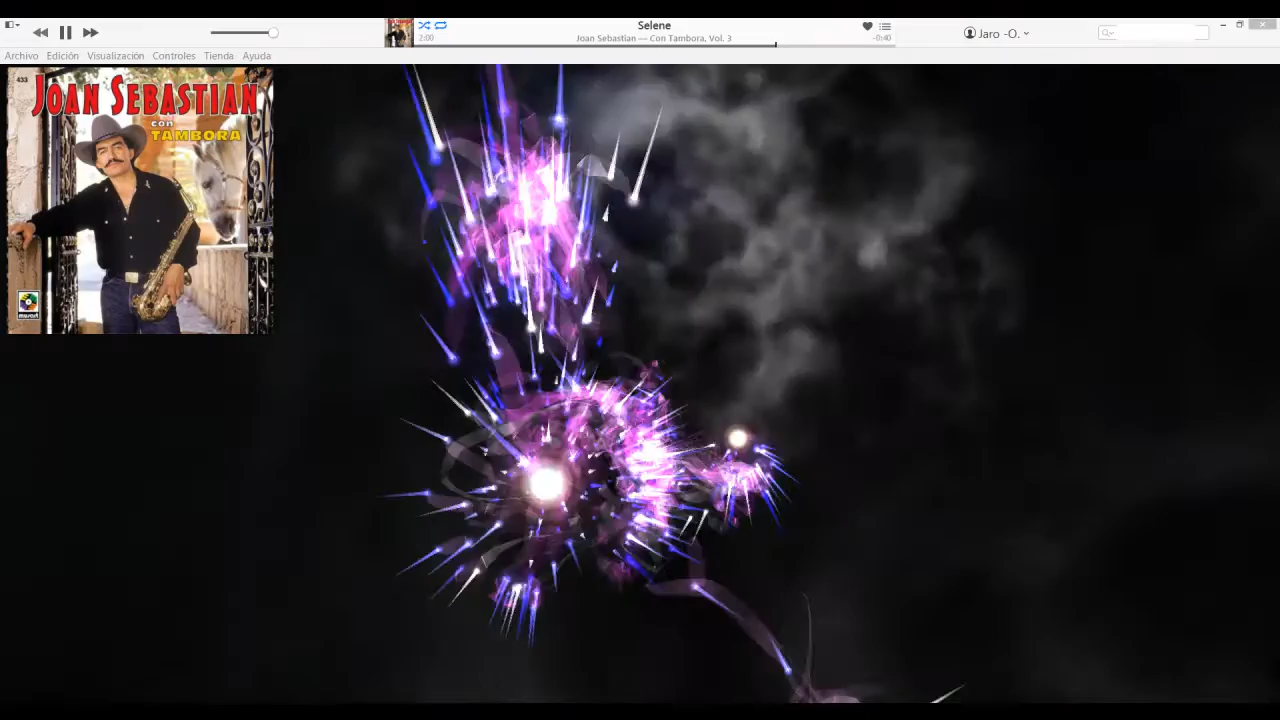 Selene
Joan Sebastian — Con Tambora, Vol. 3
2:00
-0:40
Jaro -O.
Archivo Edición Visualización Controles Tienda Ayuda
433
JOAN SEBASTIAN
con
TAMBORA
musart